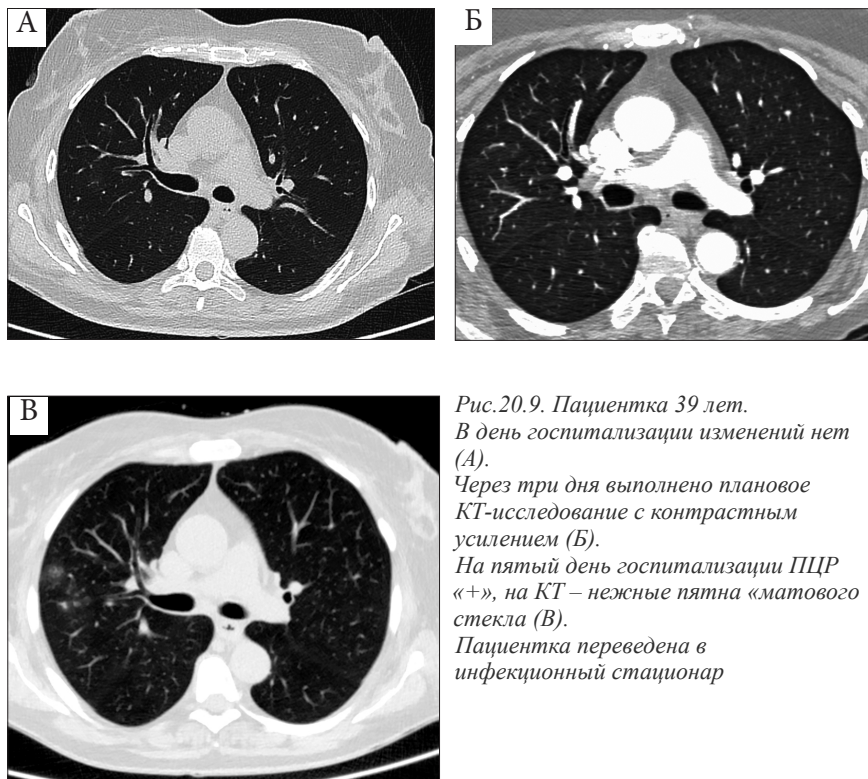 А
Б
В
Рис.20.9. Пациентка 39 лет.
В день госпитализации изменений нет
(А).
Через три дня выполнено плановое
КТ-исследование с контрастным
усилением (Б).
На пятый день госпитализации ПЦР
«+», на КТ – нежные пятна «матового
стекла (В).
Пациентка переведена в
инфекционный стационар